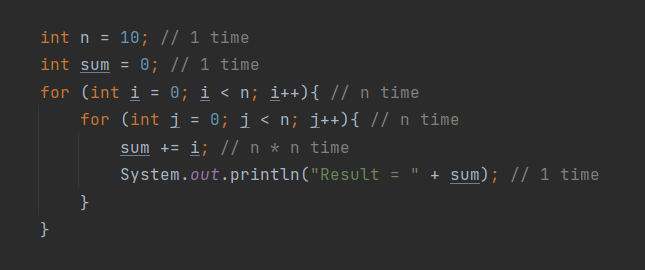 int n = 10; // 1 time
int sum = 0; // 1 time
for (int i = 0; i < n; i++){ // n time
for (int j = 0; j < n; j++){ // n time
sum += i; // n * n time
System.out.println("Result = " + sum); // 1 time
}
}